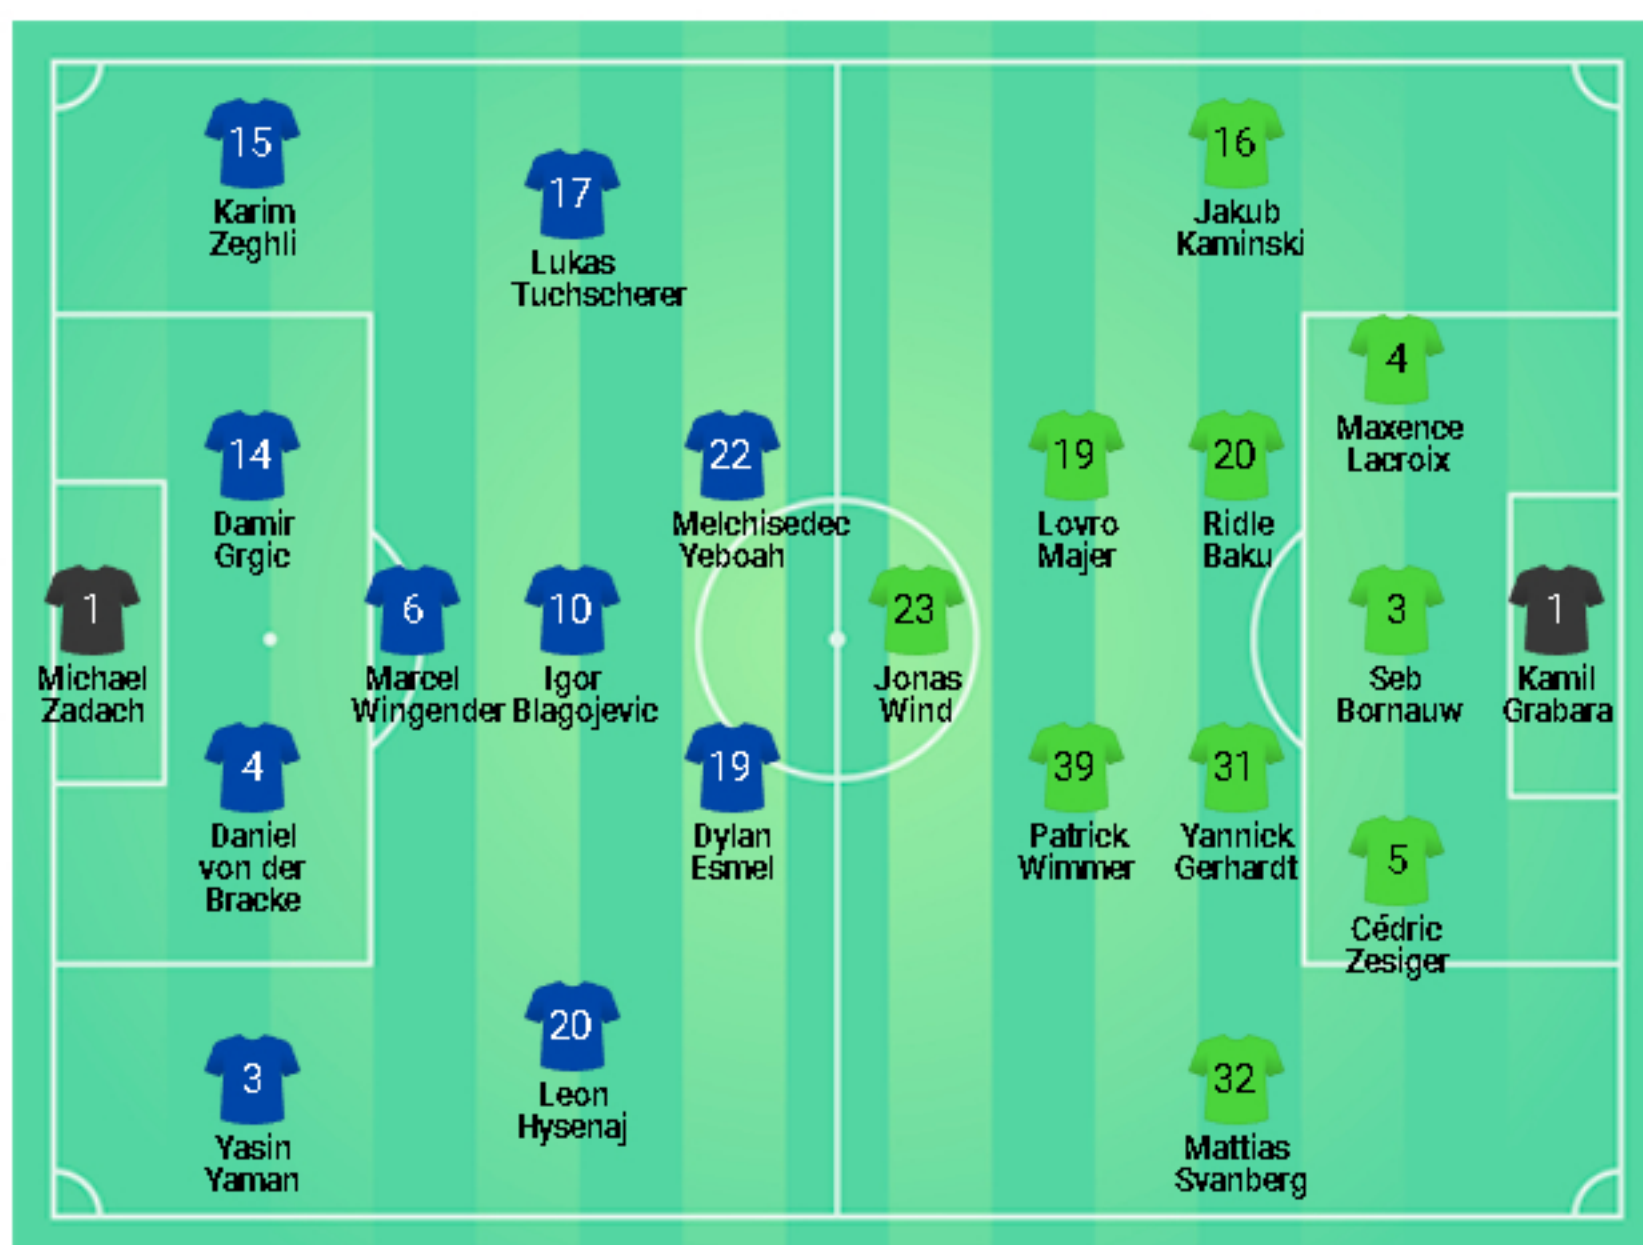 15
Karim
Zeghli
17
Lukas
Tuchscherer
14
Damir
Grgic
1
Michael
Zadach
6
Marcel
Wingender
10
Igor
Blagojevic
22
Melchisedec
Yeboah
4
Daniel
von der
Bracke
19
Dylan
Esmel
3
Yasin
Yaman
20
Leon
Hysenaj
16
Jakub
Kaminski
4
Maxence
Lacroix
19
Lovro
Majer
20
Ridle
Baku
23
Jonas
Wind
3
Seb
Bornauw
1
Kamil
Grabara
39
Patrick
Wimmer
31
Yannick
Gerhardt
5
Cédric
Zesiger
32
Mattias
Svanberg